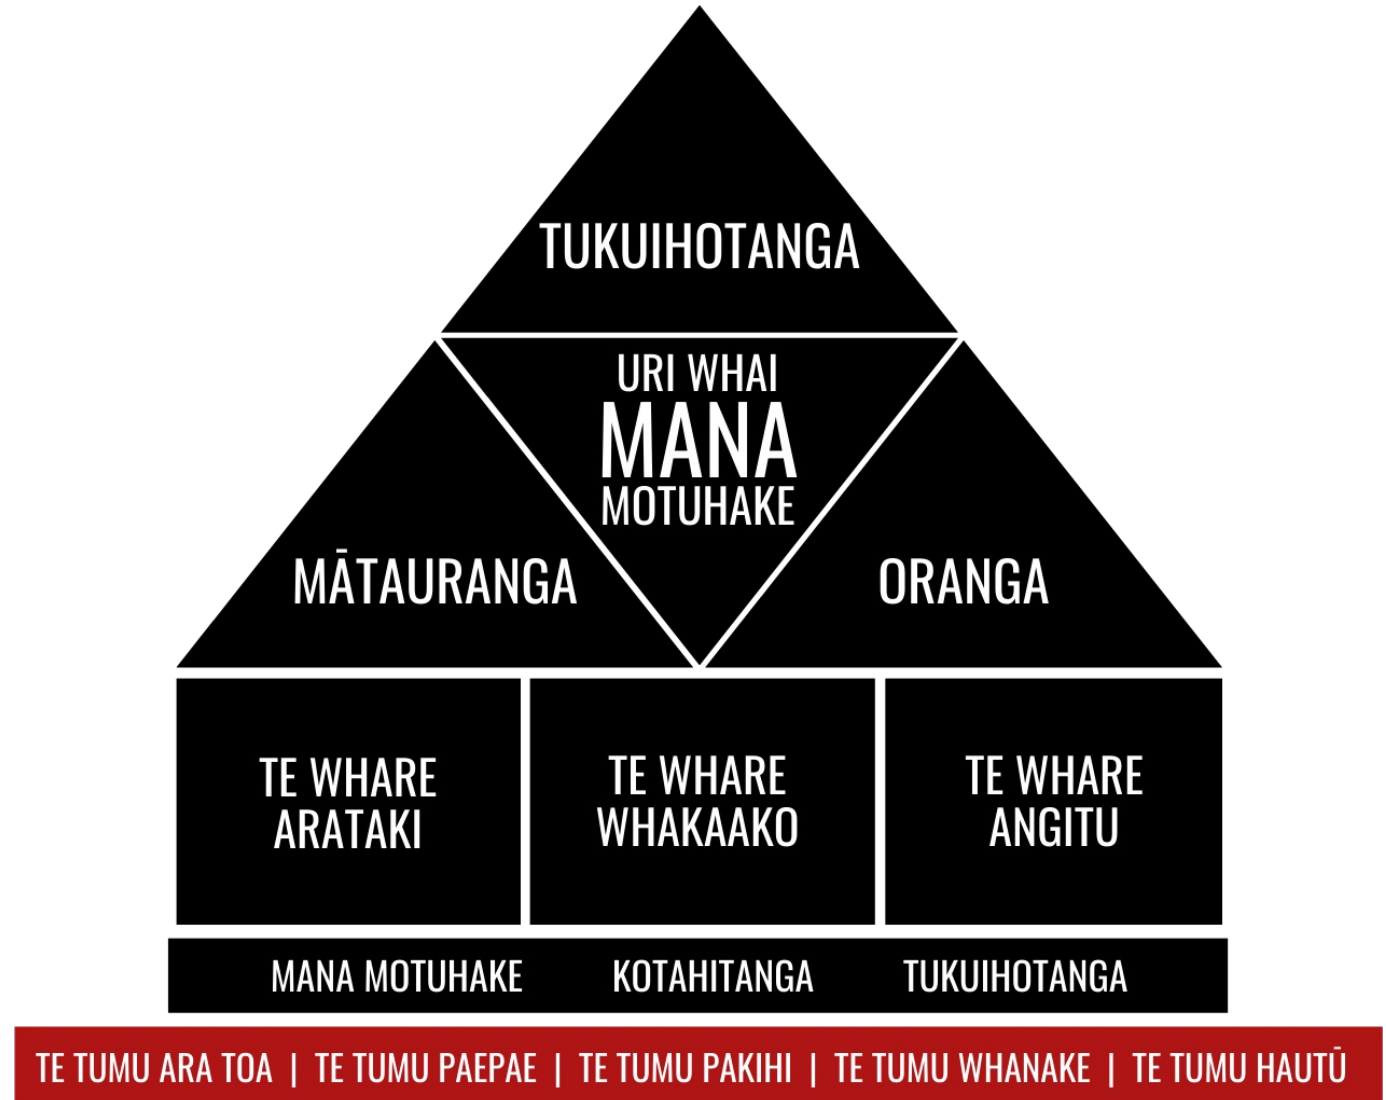 TUKUIHOTANGA
URI WHAI
MANA
MOTUHAKE
MĀTAURANGA
ORANGA
TE WHARE
ARATAKI
TE WHARE
WHAKAAKO
TE WHARE
ANGITU
MANA MOTUHAKE KOTAHITANGA TUKUIHOTANGA
TE TUMU ARA TOA | TE TUMU PAEPAE | TE TUMU PAKIHI | TE TUMU WHANAKE | TE TUMU HAUTŪ